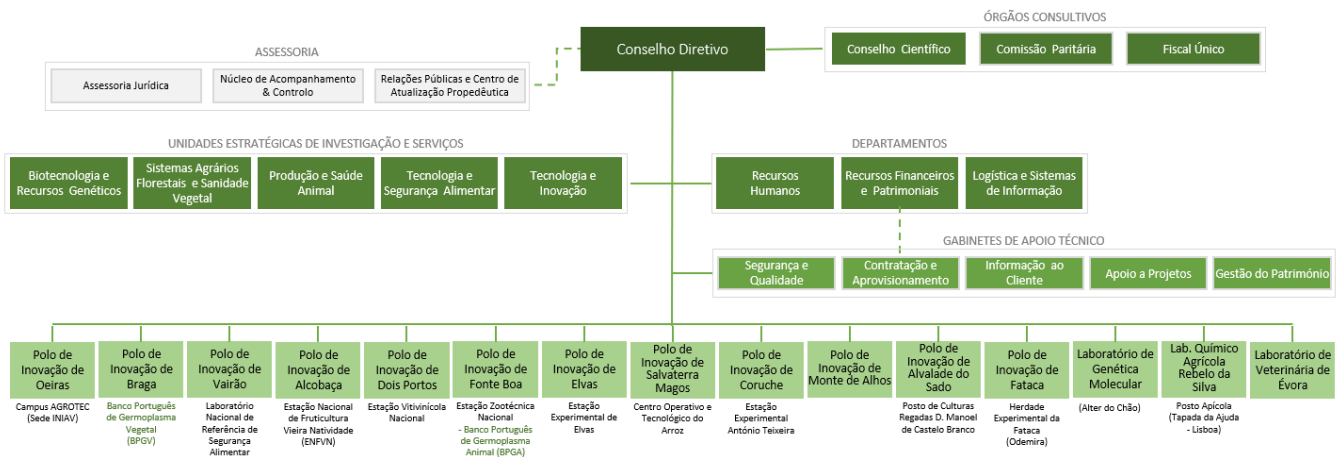 ÓRGÃOS CONSULTIVOS
Conselho Diretivo
Conselho Científico
Comissão Paritária
Fiscal Único
ASSESSORIA
Assessoria Jurídica
Núcleo de Acompanhamento
& Controlo
Relações Públicas e Centro de
Atualização Propedêutica
UNIDADES ESTRATÉGICAS DE INVESTIGAÇÃO E SERVIÇOS
Biotecnologia e
Recursos Genéticos
Sistemas Agrários
Florestais e Sanidade
Vegetal
Produção e Saúde
Animal
Tecnologia e
Segurança Alimentar
Tecnologia e
Inovação
DEPARTAMENTOS
Recursos
Humanos
Recursos Financeiros
e Patrimoniais
Logística e Sistemas
de Informação
GABINETES DE APOIO TÉCNICO
Segurança e
Qualidade
Contratação e
Aprovisionamento
Informação ao
Cliente
Apoio a Projetos
Gestão do Património
Polo de
Inovação de
Oeiras
Campus AGROTEC
(Sede INIAV)
Polo de
Inovação de
Braga
Banco Português
de Germoplasma
Vegetal
(BPGV)
Polo de
Inovação de
Vairão
Laboratório
Nacional de
Referência de
Segurança
Alimentar
Polo de
Inovação de
Alcobaça
Estação Nacional
de Fruticultura
Vieira Natividade
(ENFVN)
Polo de
Inovação de
Dois Portos
Estação Vitivinícola
Nacional
Polo de
Inovação de
Fonte Boa
Estação Zootécnica
Nacional
- Banco Português
de Germoplasma
Animal (BPGA)
Polo de
Inovação de
Elvas
Estação
Experimental de
Elvas
Polo de
Inovação de
Salvaterra
Magos
Centro Operativo e
Tecnológico do
Arroz
Polo de
Inovação de
Coruche
Estação
Experimental
António Teixeira
Polo de
Inovação de
Monte de Alhos
Polo de
Inovação de
Alvalade do
Sado
Posto de Culturas
Regadas D. Manoel
de Castelo Branco
Polo de
Inovação de
Fataca
Herdade
Experimental da
Fataca
(Odemira)
Laboratório de
Genética
Molecular
(Alter do Chão)
Lab. Químico
Agrícola
Rebelo da
Silva
Posto Apícola
(Tapada da Ajuda
- Lisboa)
Laboratório de
Veterinária de
Évora